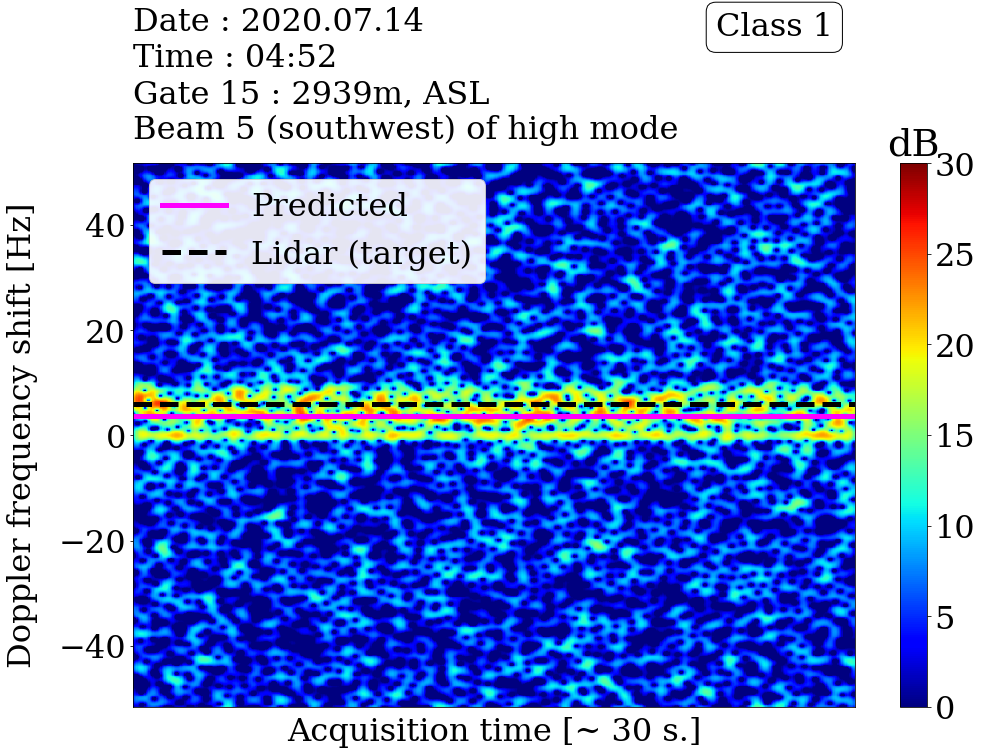 Date : 2020.07.14
Time : 04:52
Gate 15 : 2939m, ASL
Beam 5 (southwest) of high mode
Class 1
dB
Predicted
Lidar (target)
Doppler frequency shift [Hz]
40
20
0
−20
−40
30
25
20
15
10
5
0
Acquisition time [~ 30 s.]